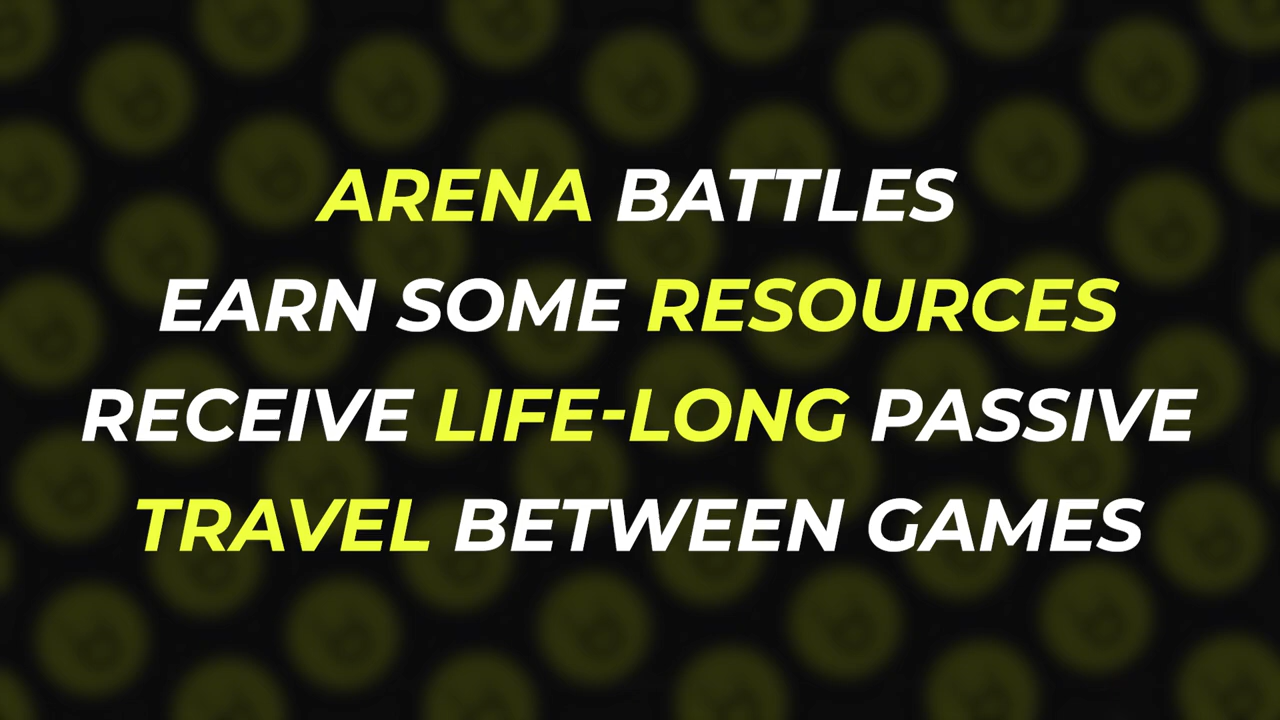 ARENA BATTLES
EARN SOME RESOURCES
RECEIVE LIFE-LONG PASSIVE
TRAVEL BETWEEN GAMES